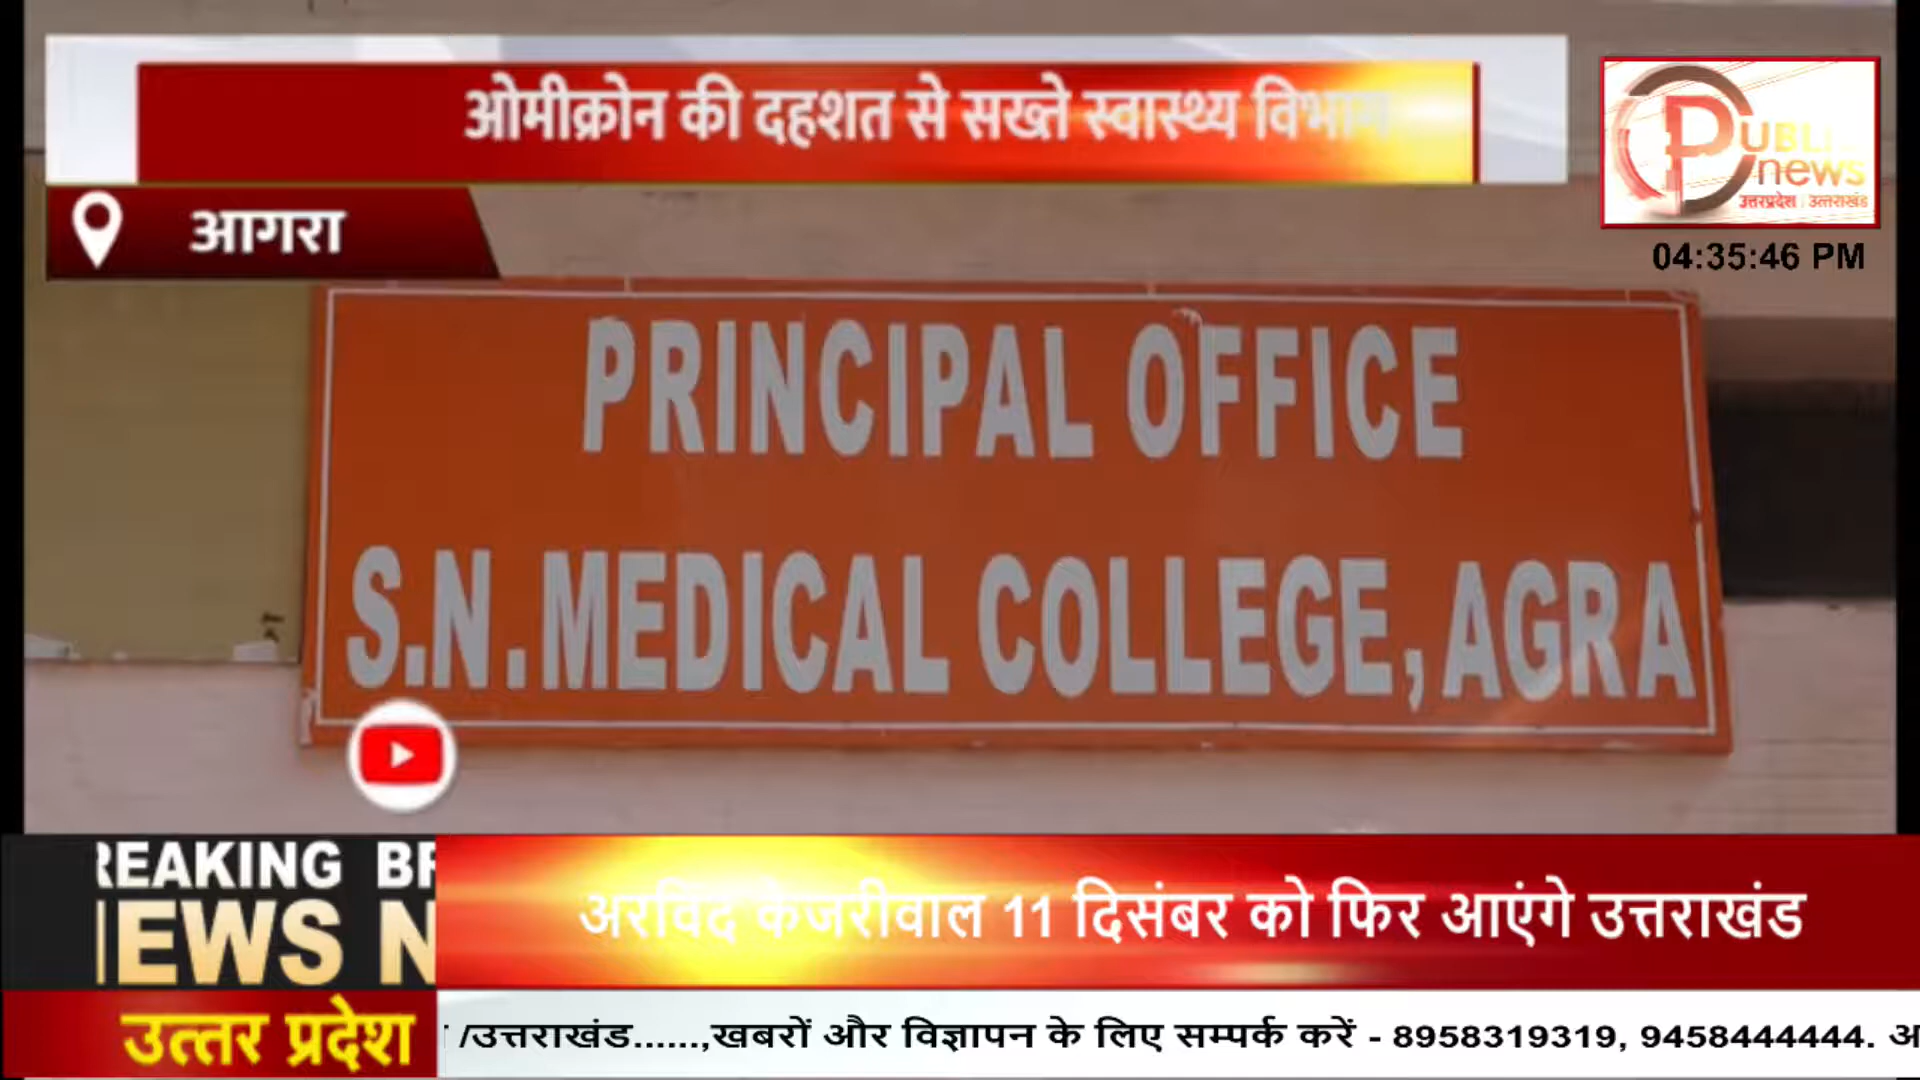 ओमीक्रोन की दहशत से सख्ते स्वास्थ्य विभाग
PUBLI
news
उत्तरप्रदेश | उत्तराखंड
04:35:46 PM
आगरा
PRINCIPAL OFFICE
S.N. MEDICAL COLLEGE, AGRA
REAKING BR
NEWS N
अरविंद केजरीवाल 11 दिसंबर को फिर आएंगे उत्तराखंड
उत्तर प्रदेश
/उत्तराखंड......,खबरों और विज्ञापन के लिए सम्पर्क करें - 8958319319, 9458444444. अ